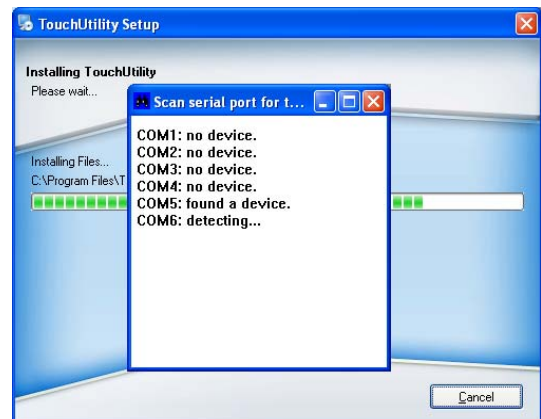 TouchUtility Setup
Installing TouchUtility
Please wait...
Scan serial port for t...
COM1: no device.
COM2: no device.
COM3: no device.
COM4: no device.
COM5: found a device.
COM6: detecting...
Installing Files...
C:\Program Files\T
Cancel